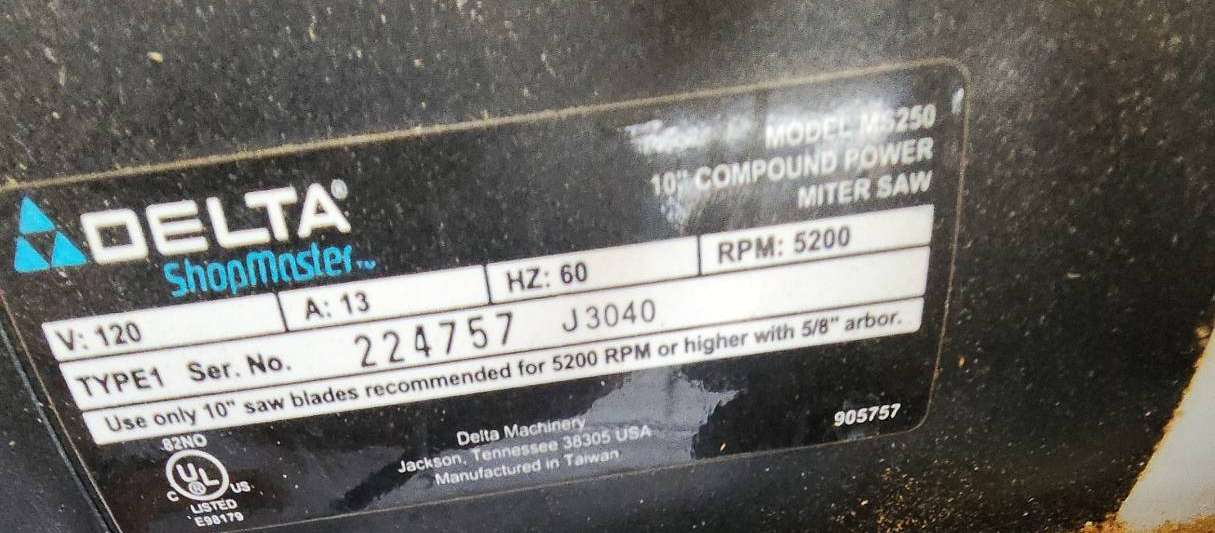 MODEL MS250
10" COMPOUND POWER
MITER SAW
DELTA®
ShopMaster™
V: 120 A: 13 HZ: 60 RPM: 5200
TYPE1 Ser. No. 224757 J3040
Use only 10" saw blades recommended for 5200 RPM or higher with 5/8" arbor.
82NO
C UL® US
LISTED
E98179
Delta Machinery
Jackson, Tennessee 38305 USA
Manufactured in Taiwan
905757